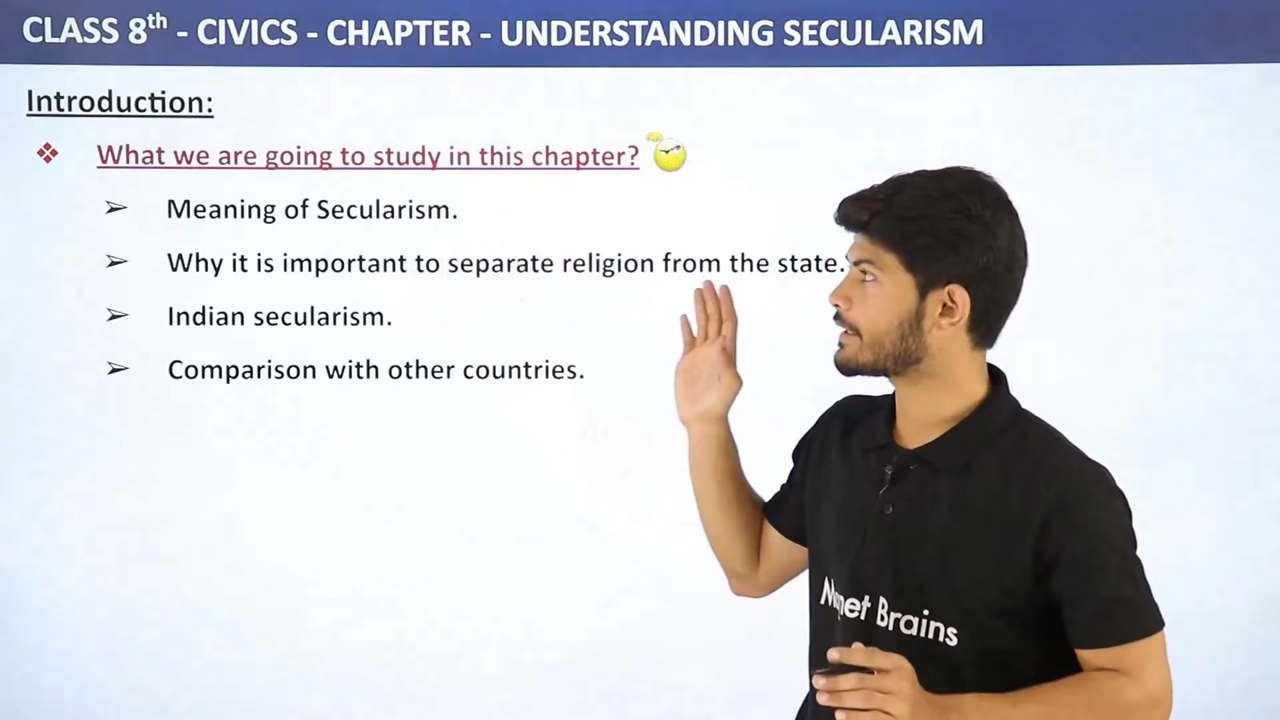 CLASS 8th - CIVICS - CHAPTER - UNDERSTANDING SECULARISM
Introduction:
❖ What we are going to study in this chapter?
➢ Meaning of Secularism.
➢ Why it is important to separate religion from the state.
➢ Indian secularism.
➢ Comparison with other countries.
Magnet Brains